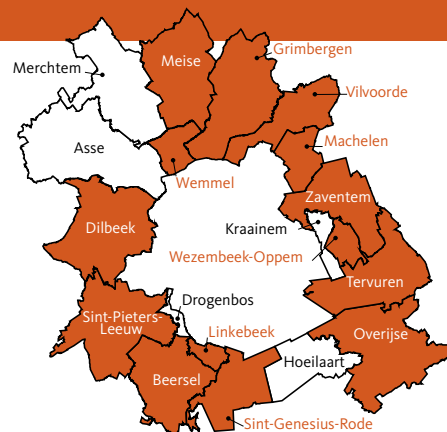 Grimbergen
Meise
Merchtem
Vilvoorde
Machelen
Asse
Wemmel
Zaventem
Dilbeek
Kraainem
Wezembeek-Oppem
Tervuren
Drogenbos
Sint-Pieters-
Leeuw
Linkebeek
Overijse
Hoeilaart
Beersel
Sint-Genesius-Rode